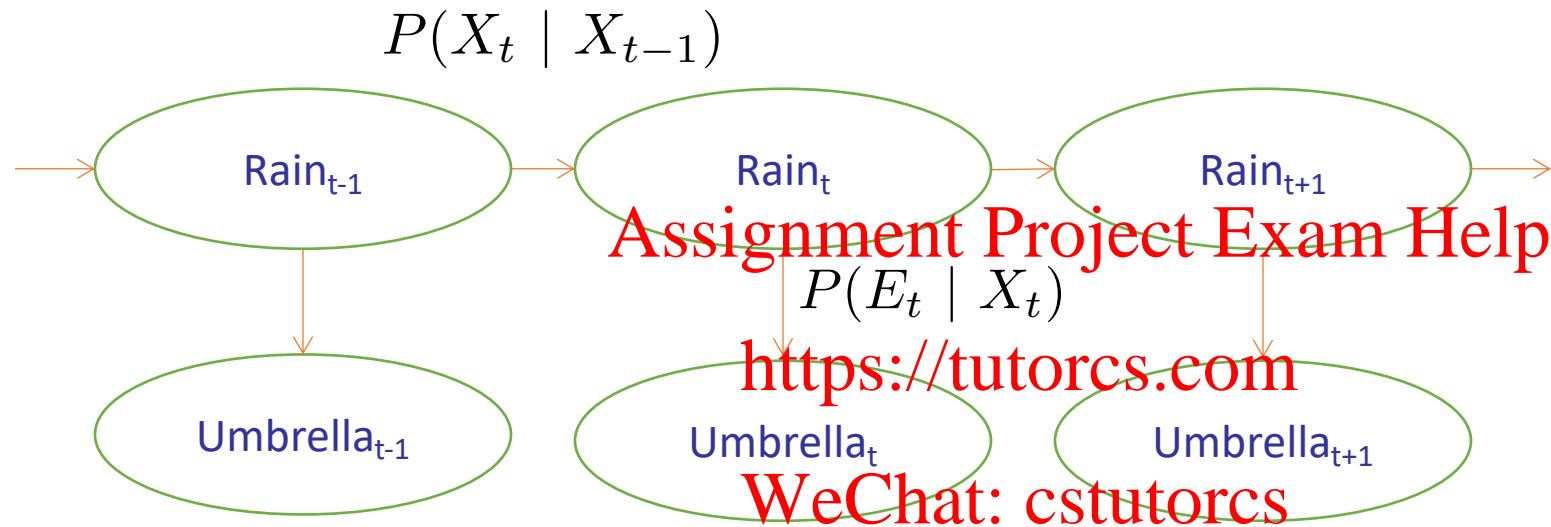 P(X_t | X_{t-1})
Rain_{t-1} Rain_t Rain_{t+1}
Assignment Project Exam Help
P(E_t | X_t)
https://tutorcs.com
Umbrella_{t-1} Umbrella_t Umbrella_{t+1}
WeChat: cstutorcs